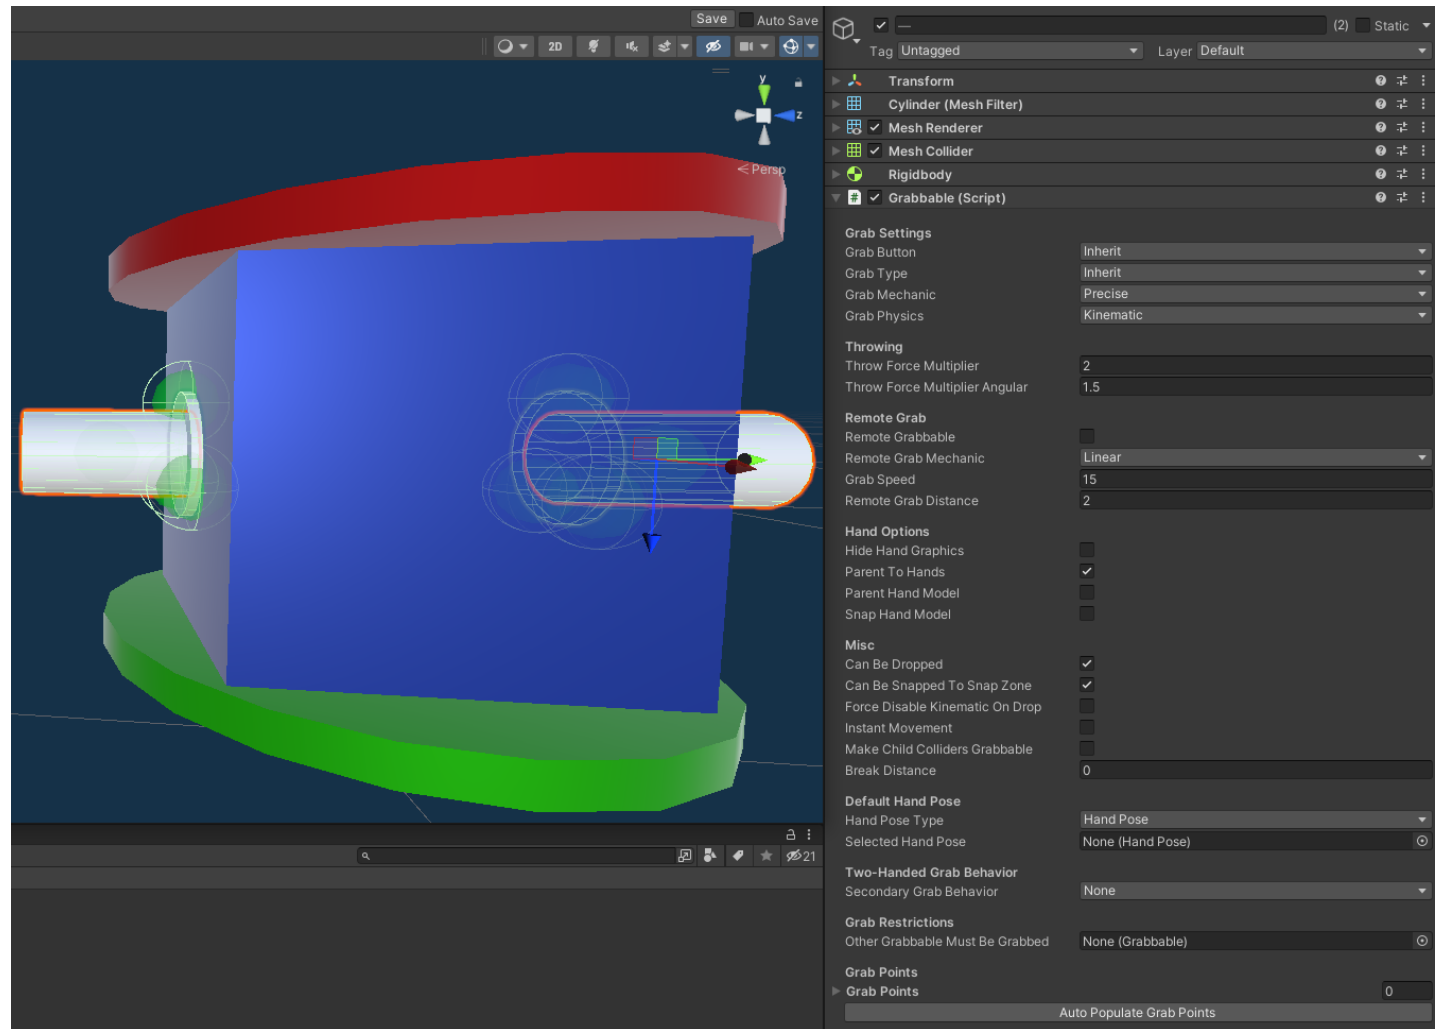 Save Auto Save
2D
y
z
< Persp
21
— (2) Static
Tag Untagged Layer Default
Transform
Cylinder (Mesh Filter)
Mesh Renderer
Mesh Collider
Rigidbody
# Grabbable (Script)
Grab Settings
Grab Button Inherit
Grab Type Inherit
Grab Mechanic Precise
Grab Physics Kinematic
Throwing
Throw Force Multiplier 2
Throw Force Multiplier Angular 1.5
Remote Grab
Remote Grabbable
Remote Grab Mechanic Linear
Grab Speed 15
Remote Grab Distance 2
Hand Options
Hide Hand Graphics
Parent To Hands
Parent Hand Model
Snap Hand Model
Misc
Can Be Dropped
Can Be Snapped To Snap Zone
Force Disable Kinematic On Drop
Instant Movement
Make Child Colliders Grabbable
Break Distance 0
Default Hand Pose
Hand Pose Type Hand Pose
Selected Hand Pose None (Hand Pose)
Two-Handed Grab Behavior
Secondary Grab Behavior None
Grab Restrictions
Other Grabbable Must Be Grabbed None (Grabbable)
Grab Points
Grab Points 0
Auto Populate Grab Points